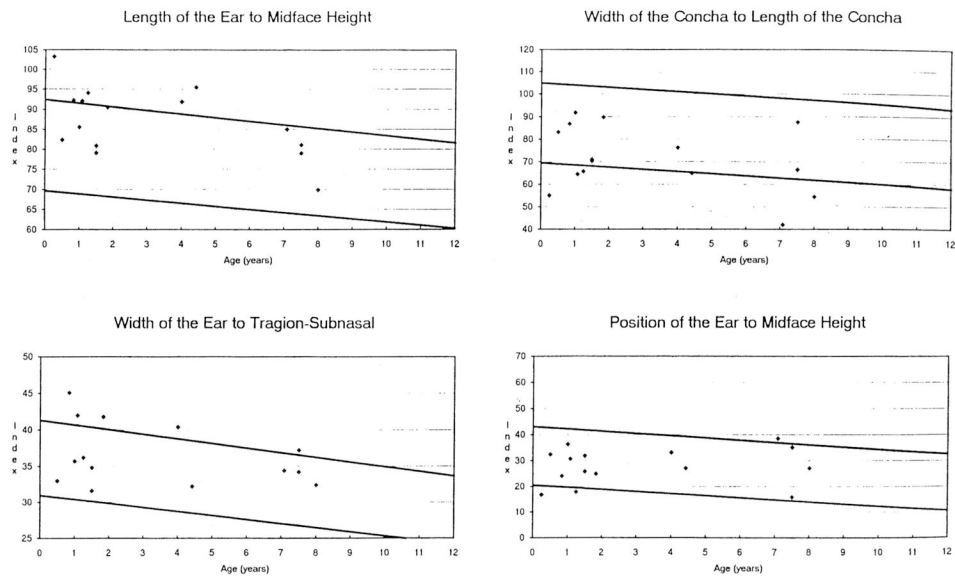 Length of the Ear to Midface Height
105
100
95
90
85
80
75
70
65
60
Index
0 1 2 3 4 5 6 7 8 9 10 11 12
Age (years)
Width of the Concha to Length of the Concha
120
110
100
90
80
70
60
50
40
Index
0 1 2 3 4 5 6 7 8 9 10 11 12
Age (years)
Width of the Ear to Tragion-Subnasal
50
45
40
35
30
25
Index
0 1 2 3 4 5 6 7 8 9 10 11 12
Age (years)
Position of the Ear to Midface Height
70
60
50
40
30
20
10
0
Index
0 1 2 3 4 5 6 7 8 9 10 11 12
Age (years)